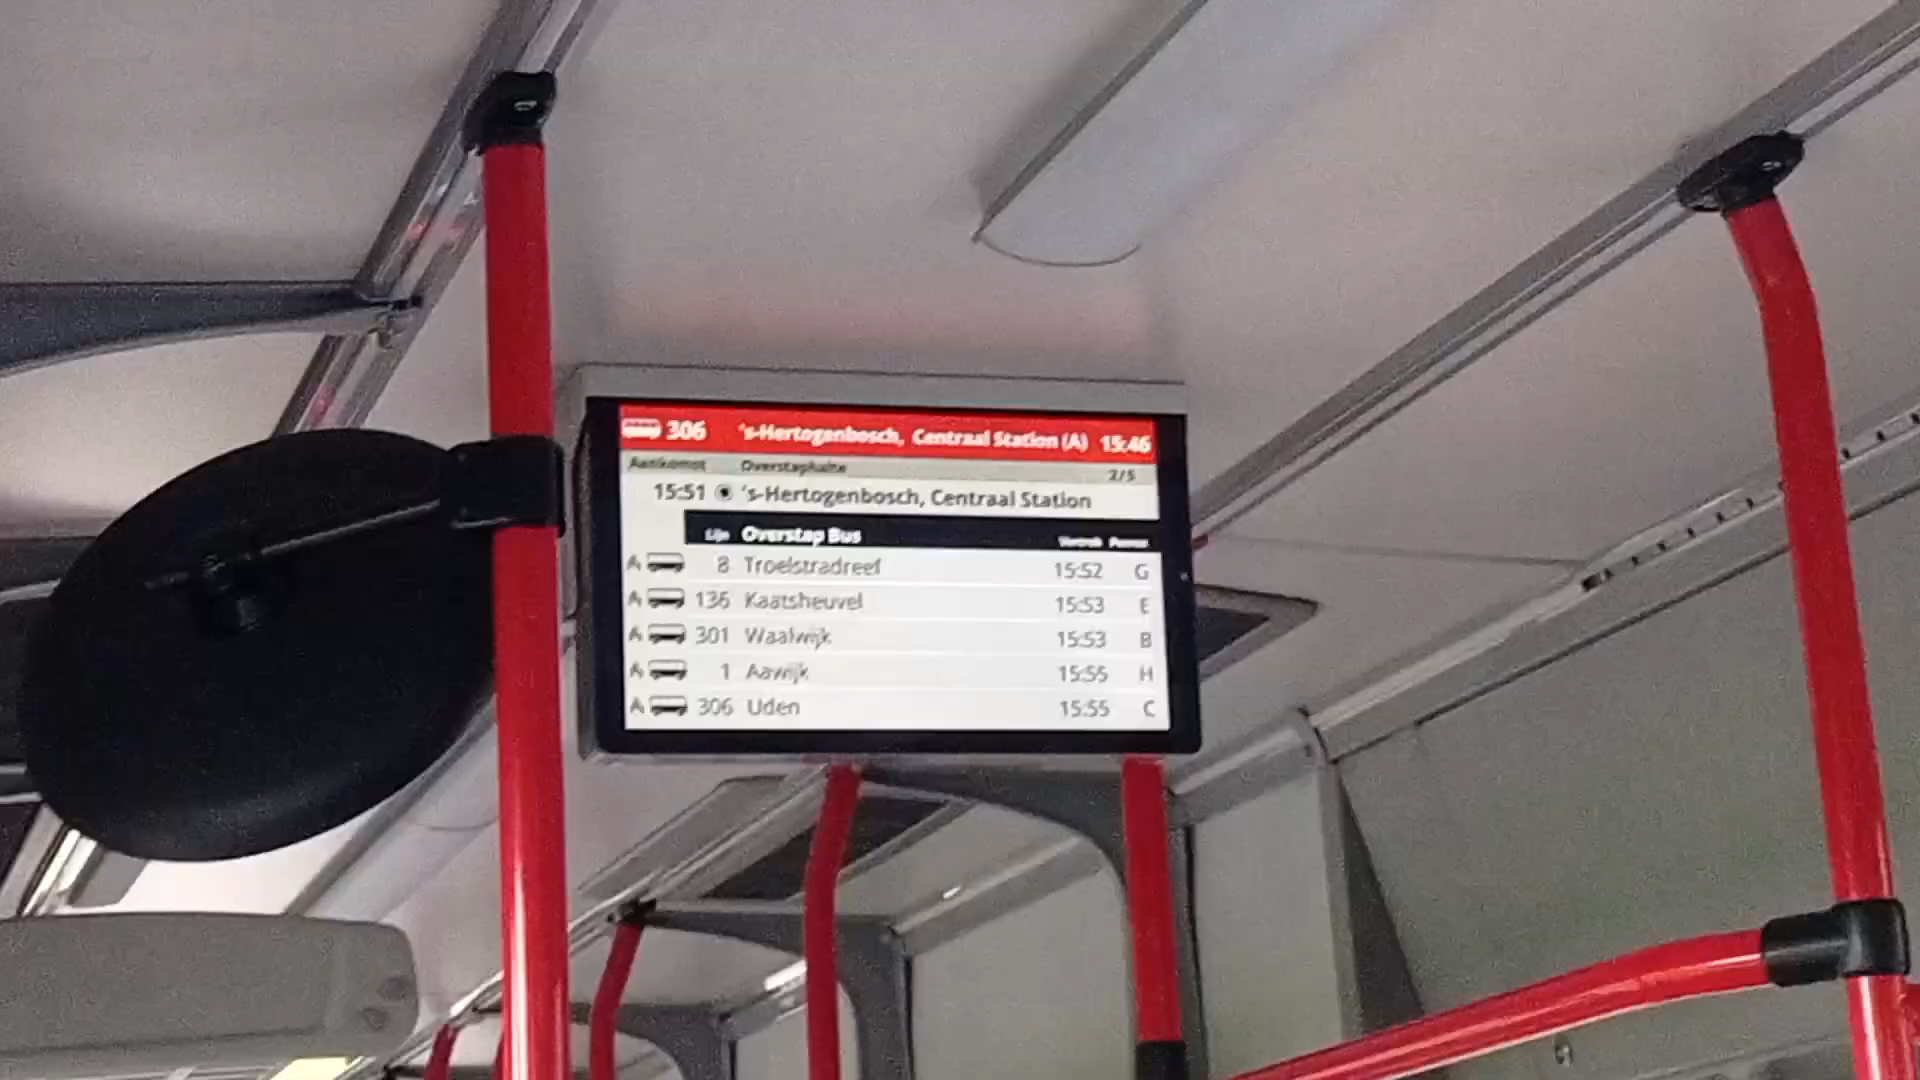 306 's-Hertogenbosch, Centraal Station (A) 15:46
Aankomst Overstaphalte 2/5
15:51 's-Hertogenbosch, Centraal Station
Lijn Overstap Bus Vertrek Perron
A 8 Troelstradreef 15:52 G
A 136 Kaatsheuvel 15:53 E
A 301 Waalwijk 15:53 B
A 1 Aawijk 15:55 H
A 306 Uden 15:55 C